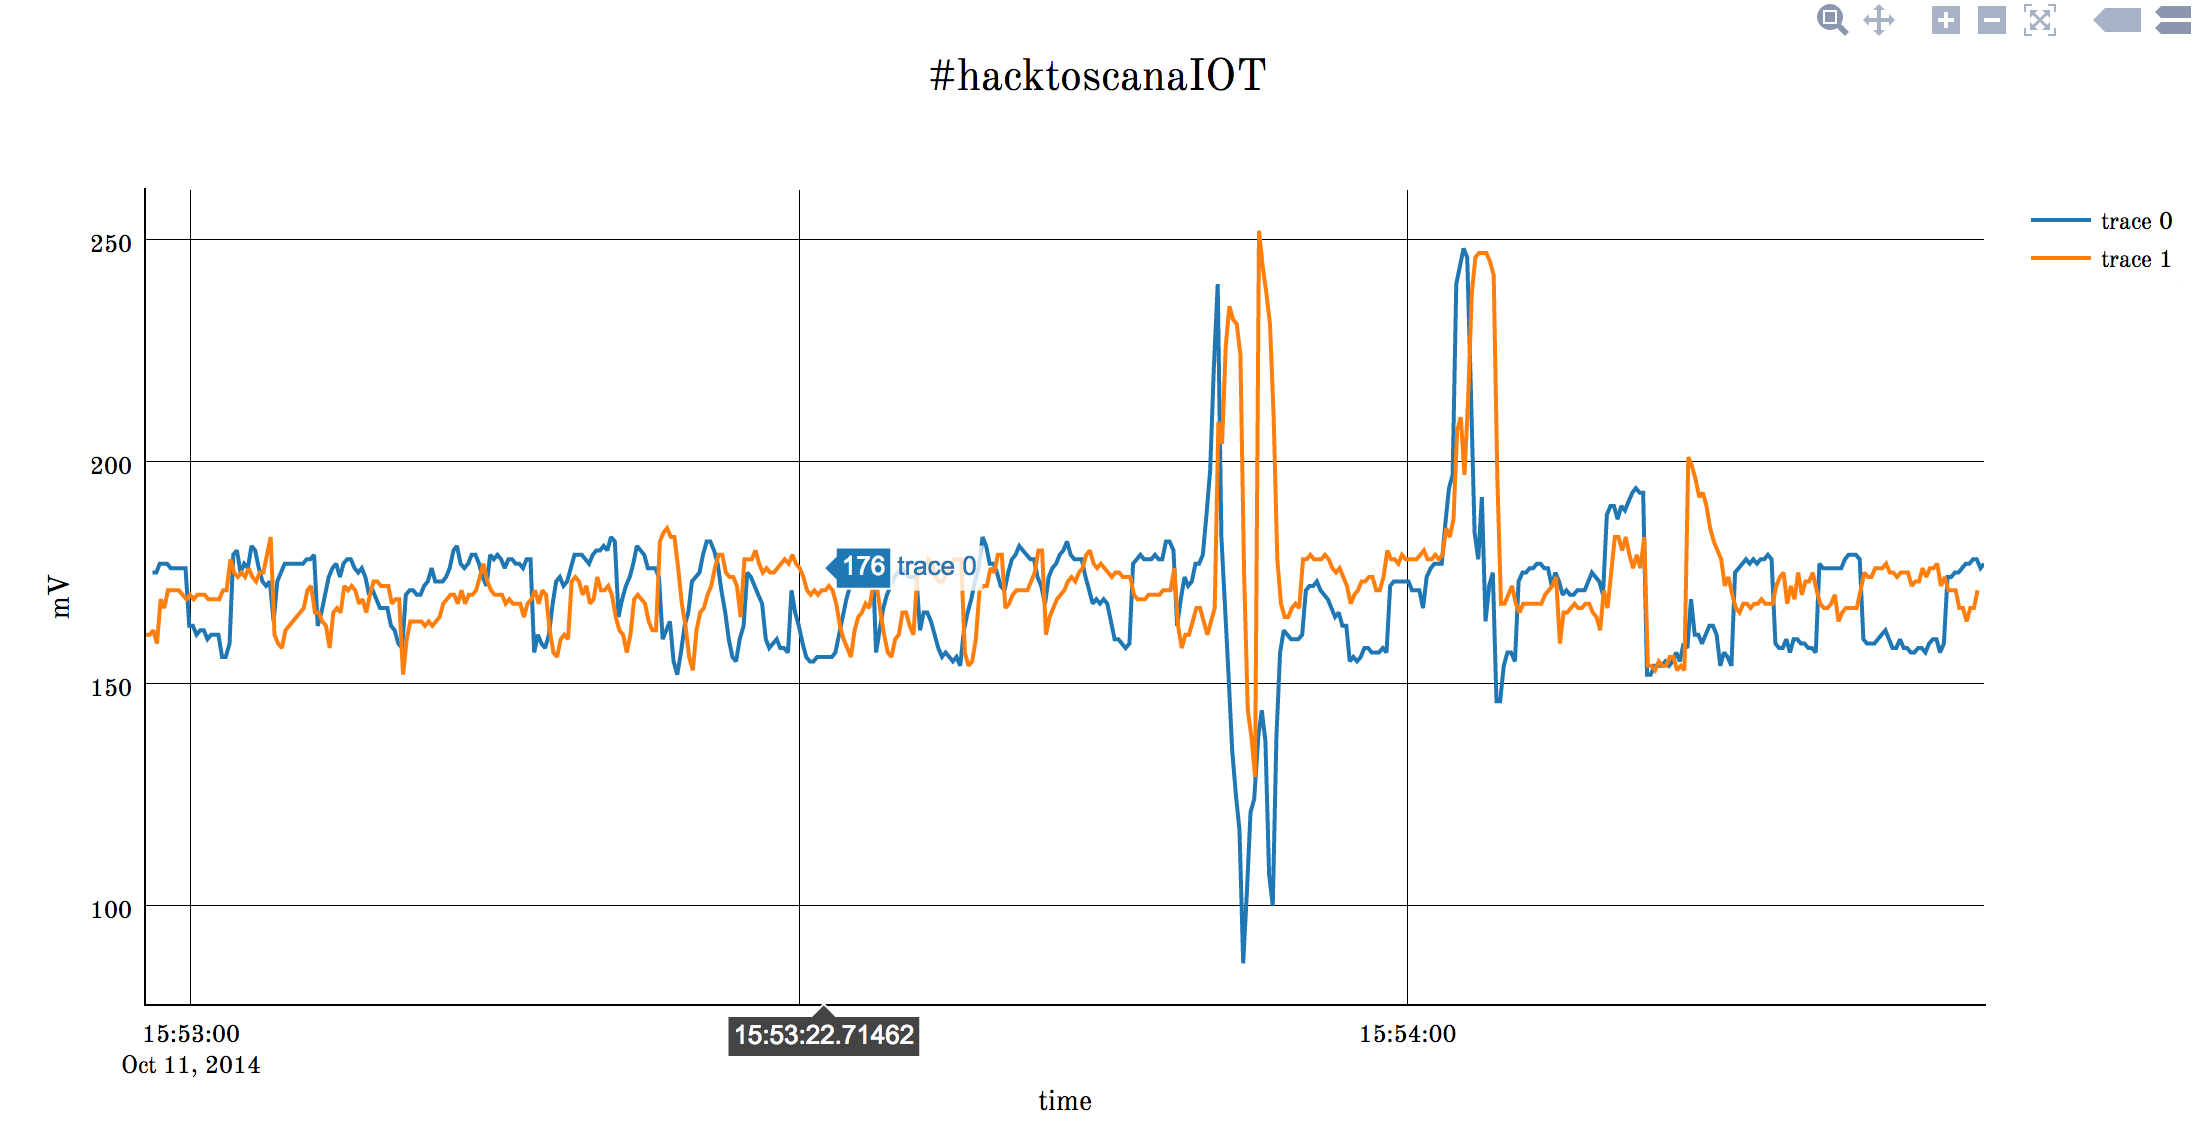 #hacktoscanaIOT
trace 0
trace 1
250
200
150
100
mV
176 trace 0
15:53:00
Oct 11, 2014
15:53:22.71462
15:54:00
time